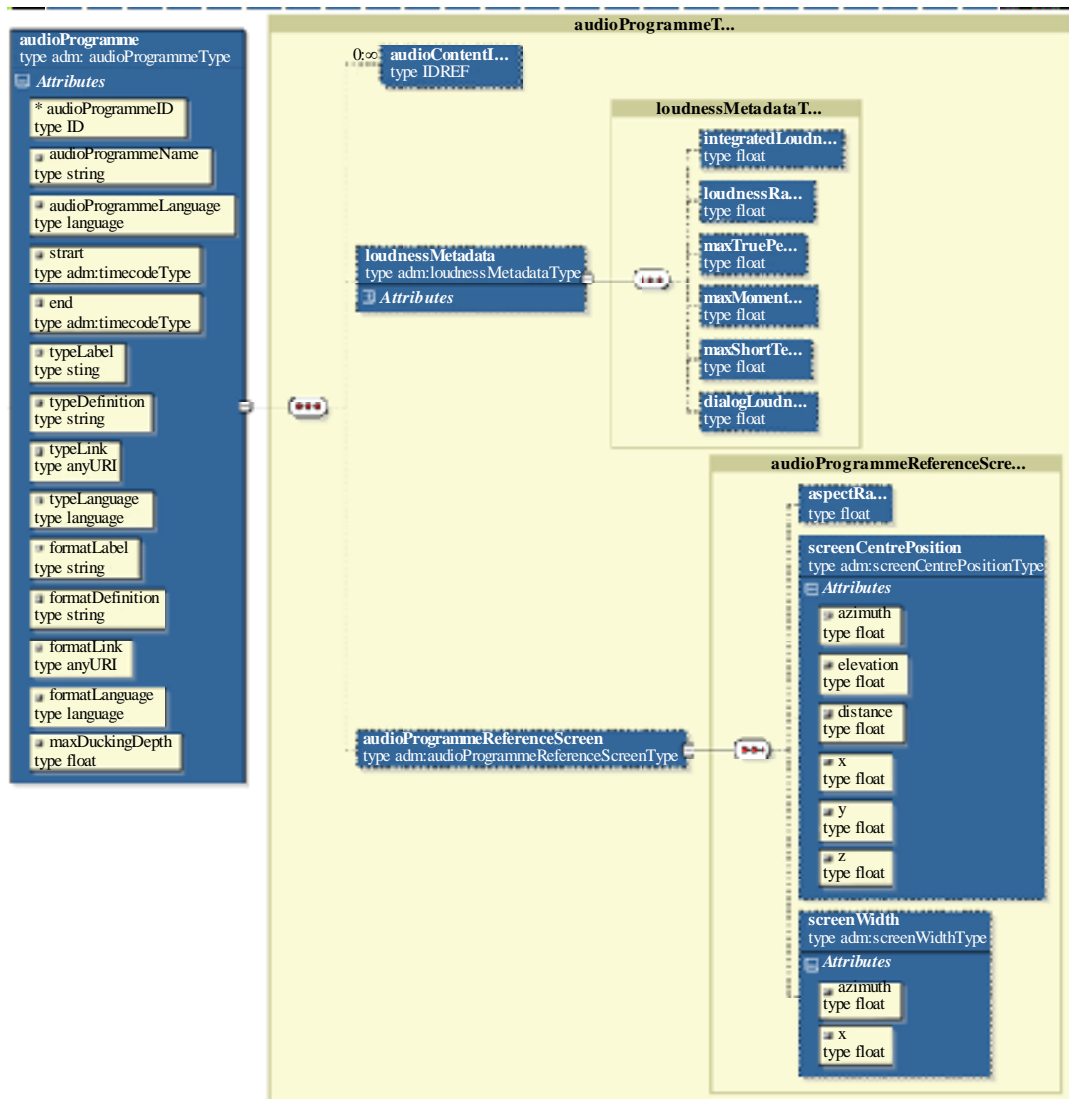 audioProgrammeT...
audioProgramme
type adm: audioProgrammeType
Attributes
* audioProgrammeID
type ID
audioProgrammeName
type string
audioProgrammeLanguage
type language
strart
type adm:timecodeType
end
type adm:timecodeType
typeLabel
type sting
typeDefinition
type string
typeLink
type anyURI
typeLanguage
type language
formatLabel
type string
formatDefinition
type string
formatLink
type anyURI
formatLanguage
type language
maxDuckingDepth
type float
0:∞
audioContentI...
type IDREF
loudnessMetadata
type adm:loudnessMetadataType
Attributes
loudnessMetadataT...
integratedLoudn...
type float
loudnessRa...
type float
maxTruePe...
type float
maxMoment...
type float
maxShortTe...
type float
dialogLoudn...
type float
audioProgrammeReferenceScreen
type adm:audioProgrammeReferenceScreenType
audioProgrammeReferenceScre...
aspectRa...
type float
screenCentrePosition
type adm:screenCentrePositionType
Attributes
azimuth
type float
elevation
type float
distance
type float
x
type float
y
type float
z
type float
screenWidth
type adm:screenWidthType
Attributes
azimuth
type float
x
type float